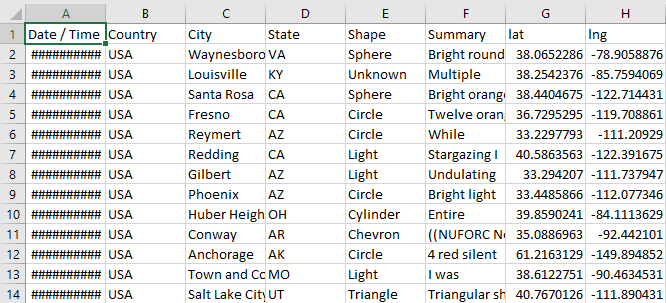 A B C D E F G H
1 Date / Time Country City State Shape Summary lat lng
2 ########## USA Waynesboro VA Sphere Bright round 38.0652286 -78.9058876
3 ########## USA Louisville KY Unknown Multiple 38.2542376 -85.7594069
4 ########## USA Santa Rosa CA Sphere Bright orang 38.4404675 -122.714431
5 ########## USA Fresno CA Circle Twelve oran 36.7295295 -119.708861
6 ########## USA Reymert AZ Circle While 33.2297793 -111.20929
7 ########## USA Redding CA Light Stargazing I 40.5863563 -122.391675
8 ########## USA Gilbert AZ Light Undulating 33.294207 -111.737947
9 ########## USA Phoenix AZ Circle Bright light 33.4485866 -112.077346
10 ########## USA Huber Heigh OH Cylinder Entire 39.8590241 -84.1113629
11 ########## USA Conway AR Chevron ((NUFORC No 35.0886963 -92.442101
12 ########## USA Anchorage AK Circle 4 red silent 61.2163129 -149.894852
13 ########## USA Town and Co MO Light I was 38.6122751 -90.4634531
14 ########## USA Salt Lake City UT Triangle Triangular sh 40.7670126 -111.890431